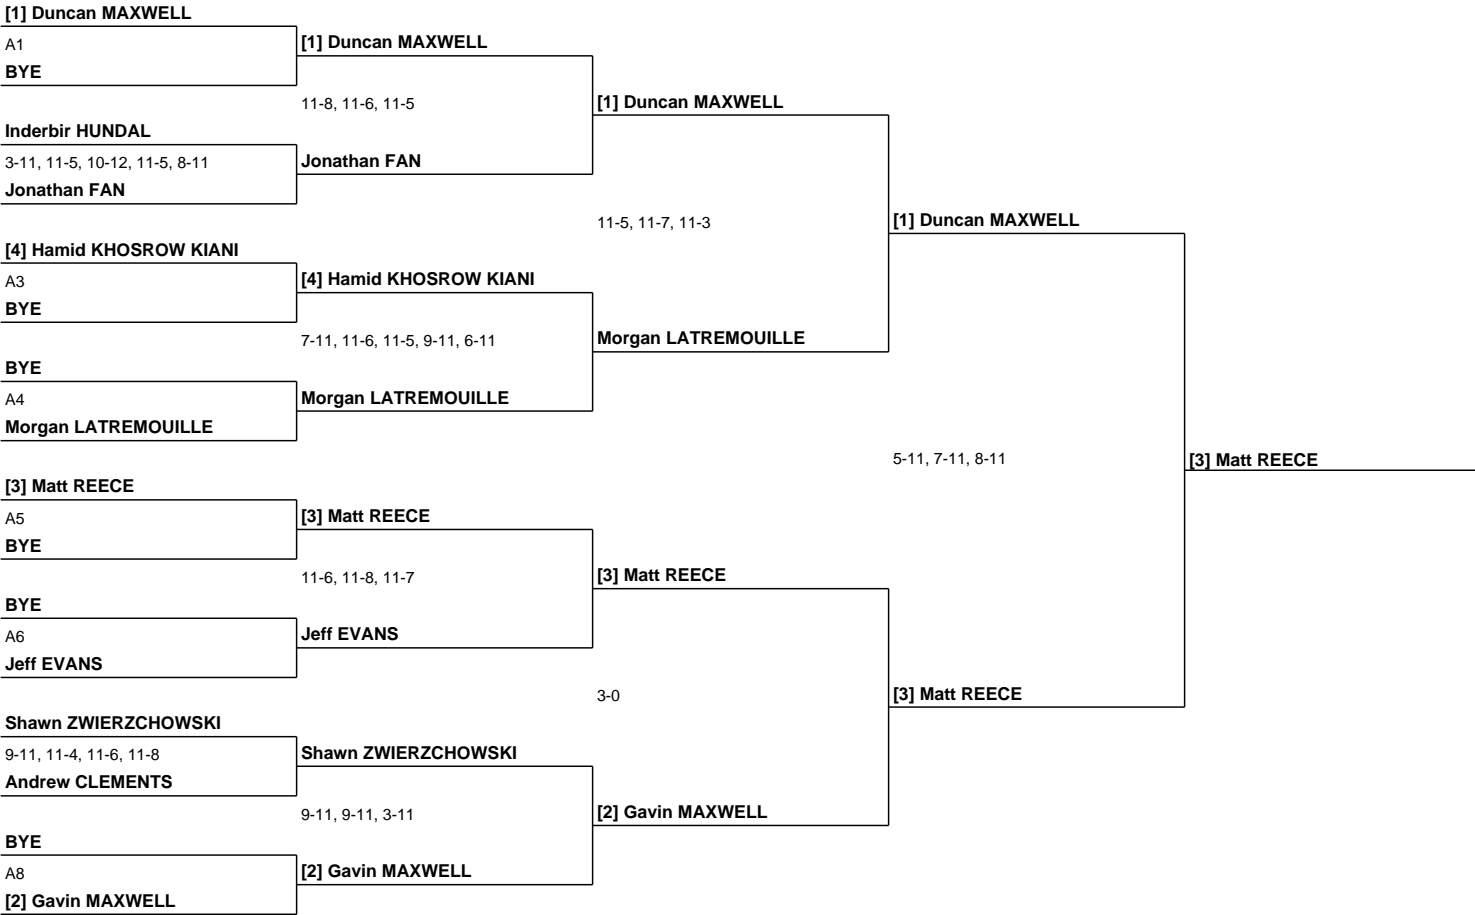 [1] Duncan MAXWELL
A1
BYE
Inderbir HUNDAL
3-11, 11-5, 10-12, 11-5, 8-11
Jonathan FAN
[4] Hamid KHOSROW KIANI
A3
BYE
BYE
A4
Morgan LATREMOUILLE
[3] Matt REECE
A5
BYE
BYE
A6
Jeff EVANS
Shawn ZWIERZCHOWSKI
9-11, 11-4, 11-6, 11-8
Andrew CLEMENTS
BYE
A8
[2] Gavin MAXWELL
[1] Duncan MAXWELL
11-8, 11-6, 11-5
Jonathan FAN
[4] Hamid KHOSROW KIANI
7-11, 11-6, 11-5, 9-11, 6-11
Morgan LATREMOUILLE
[3] Matt REECE
11-6, 11-8, 11-7
Jeff EVANS
Shawn ZWIERZCHOWSKI
9-11, 9-11, 3-11
[2] Gavin MAXWELL
[1] Duncan MAXWELL
11-5, 11-7, 11-3
Morgan LATREMOUILLE
[3] Matt REECE
3-0
[2] Gavin MAXWELL
[1] Duncan MAXWELL
5-11, 7-11, 8-11
[3] Matt REECE
[3] Matt REECE